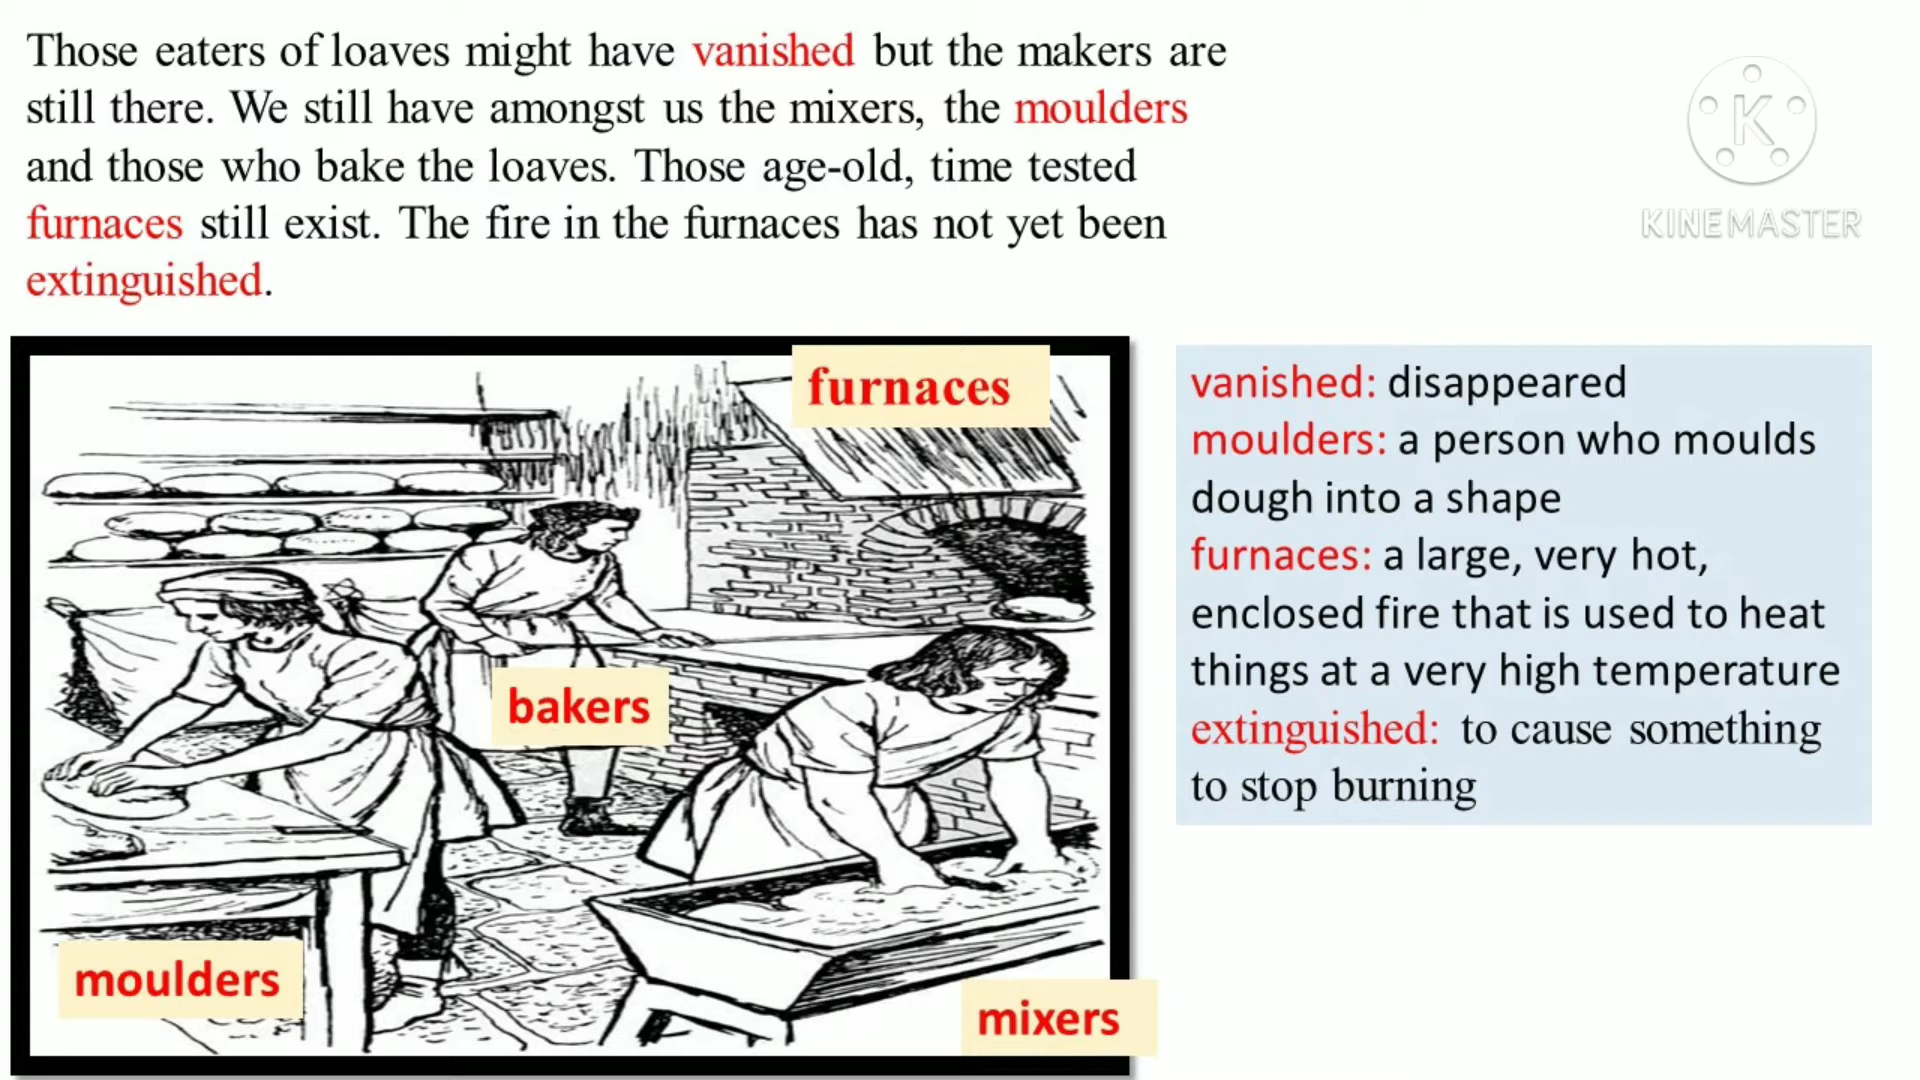 Those eaters of loaves might have vanished but the makers are
still there. We still have amongst us the mixers, the moulders
and those who bake the loaves. Those age-old, time tested
furnaces still exist. The fire in the furnaces has not yet been
extinguished.
K
KINEMASTER
furnaces
bakers
moulders
mixers
vanished: disappeared
moulders: a person who moulds
dough into a shape
furnaces: a large, very hot,
enclosed fire that is used to heat
things at a very high temperature
extinguished: to cause something
to stop burning